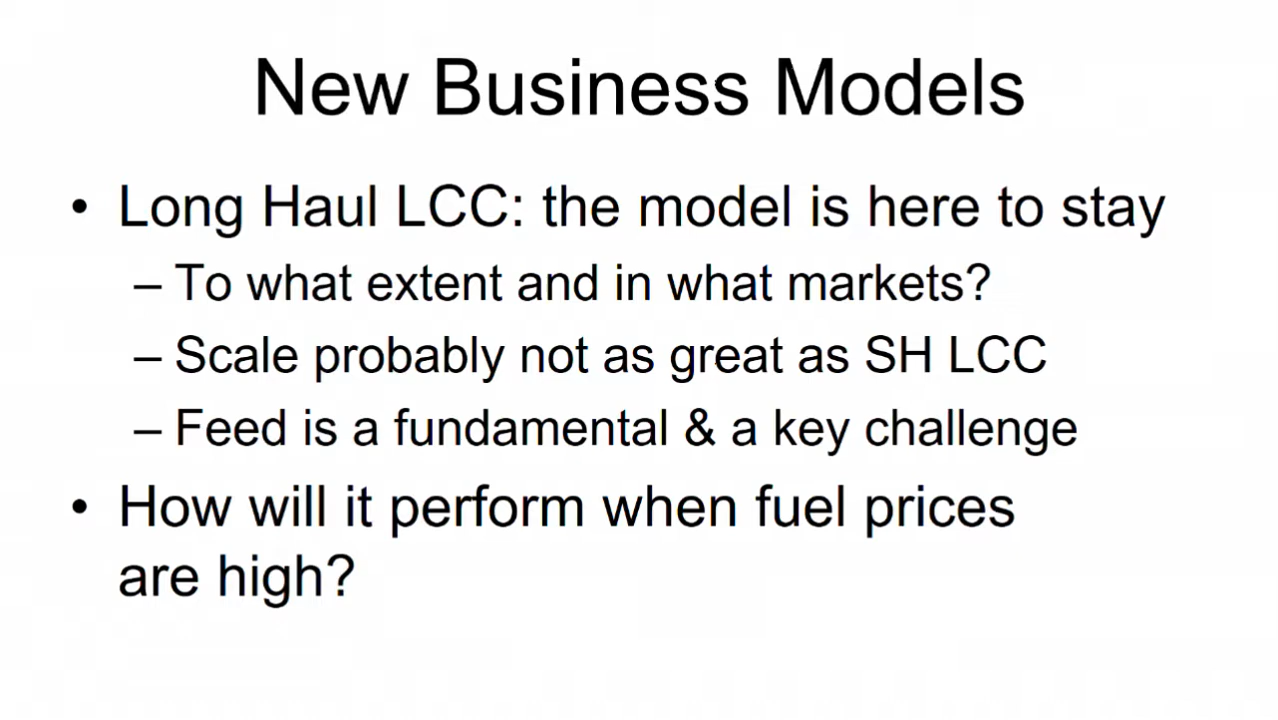 New Business Models
• Long Haul LCC: the model is here to stay
– To what extent and in what markets?
– Scale probably not as great as SH LCC
– Feed is a fundamental & a key challenge
• How will it perform when fuel prices
are high?